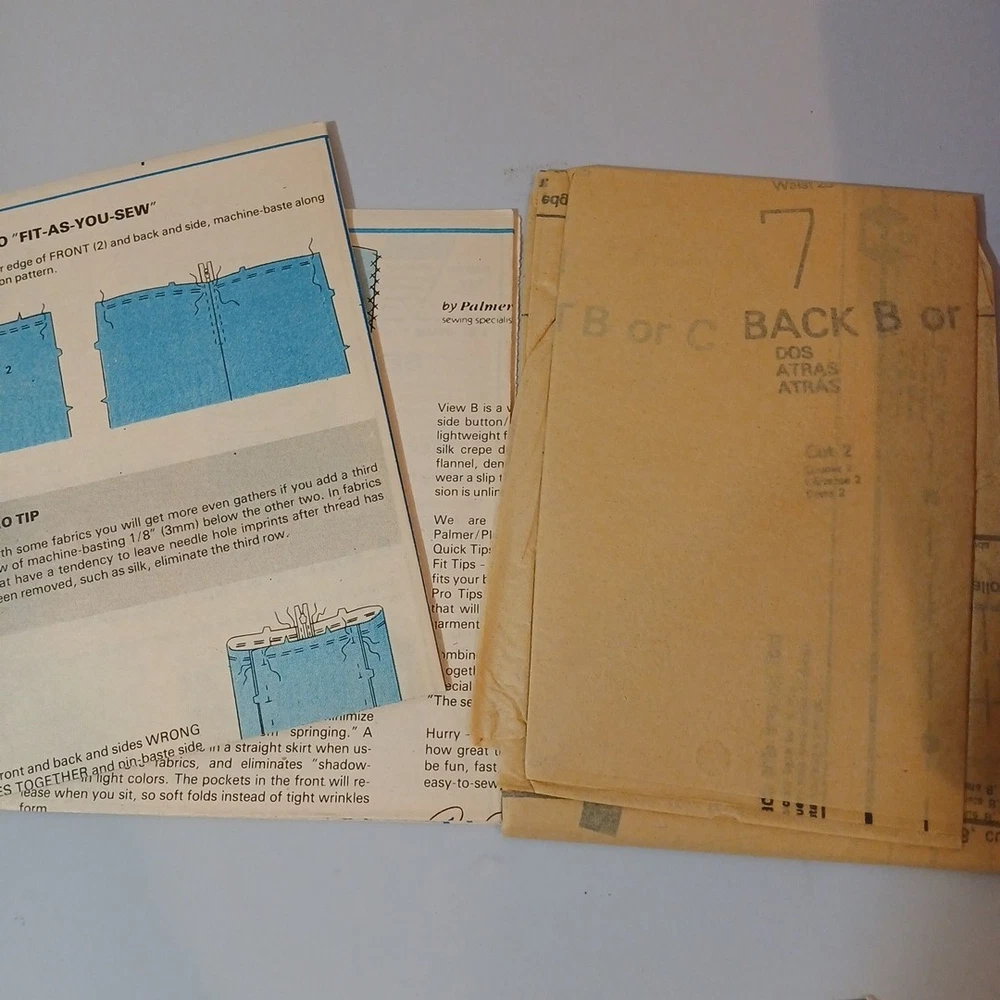 O "FIT-AS-YOU-SEW"
r edge of FRONT (2) and back and side, machine-baste along
on pattern.
2
O TIP
th some fabrics you will get more even gathers if you add a third
w of machine-basting 1/8" (3mm) below the other two. In fabrics
at have a tendency to leave needle hole imprints after thread has
een removed, such as silk, eliminate the third row.
ront and back and sides WRONG
ES TOGETHER and pin-baste side
by Palmer
sewing specialis
View B is a
side button/
lightweight f
silk crepe d
flannel, den
wear a slip
sion is unlin
We are
Palmer/Pl
Quick Tips
Fit Tips -
fits your b
Pro Tips
that will
garment
ombin
ogeth
ecial
"The se
Hurry -
how great
be fun, fast
easy-to-sew
inimize
springing." A
in a straight skirt when us-
fabrics, and eliminates "shadow-
in light colors. The pockets in the front will re-
lease when you sit, so soft folds instead of tight wrinkles
form.
edg
7
B or C BACK B or
DOS
ATRAS
ATRÁS
Cut 2